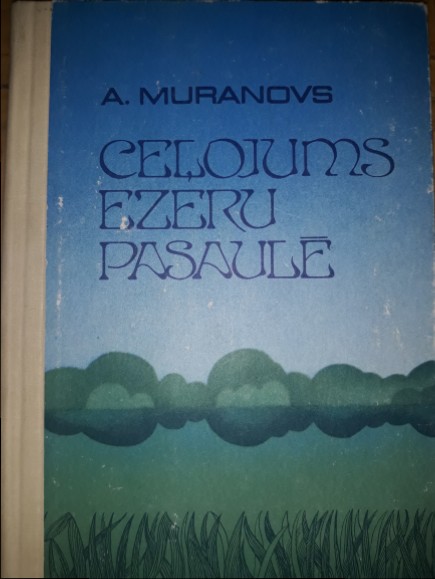 A. MURANOVS
CEĻOJUMS
EZERU
PASAULĒ